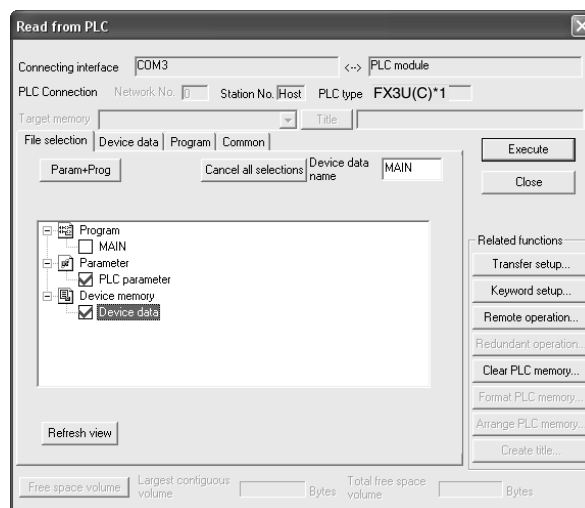 Read from PLC
Connecting interface COM3 <--> PLC module
PLC Connection Network No. 0 Station No. Host PLC type FX3U(C)*1
Target memory Title
File selection Device data Program Common
Execute
Param+Prog Cancel all selections Device data name MAIN
Close
Program
MAIN
Parameter
PLC parameter
Device memory
Device data
Related functions
Transfer setup...
Keyword setup...
Remote operation...
Redundant operation...
Clear PLC memory...
Format PLC memory...
Arrange PLC memory...
Create title...
Refresh view
Free space volume Largest contiguous volume Bytes Total free space volume Bytes